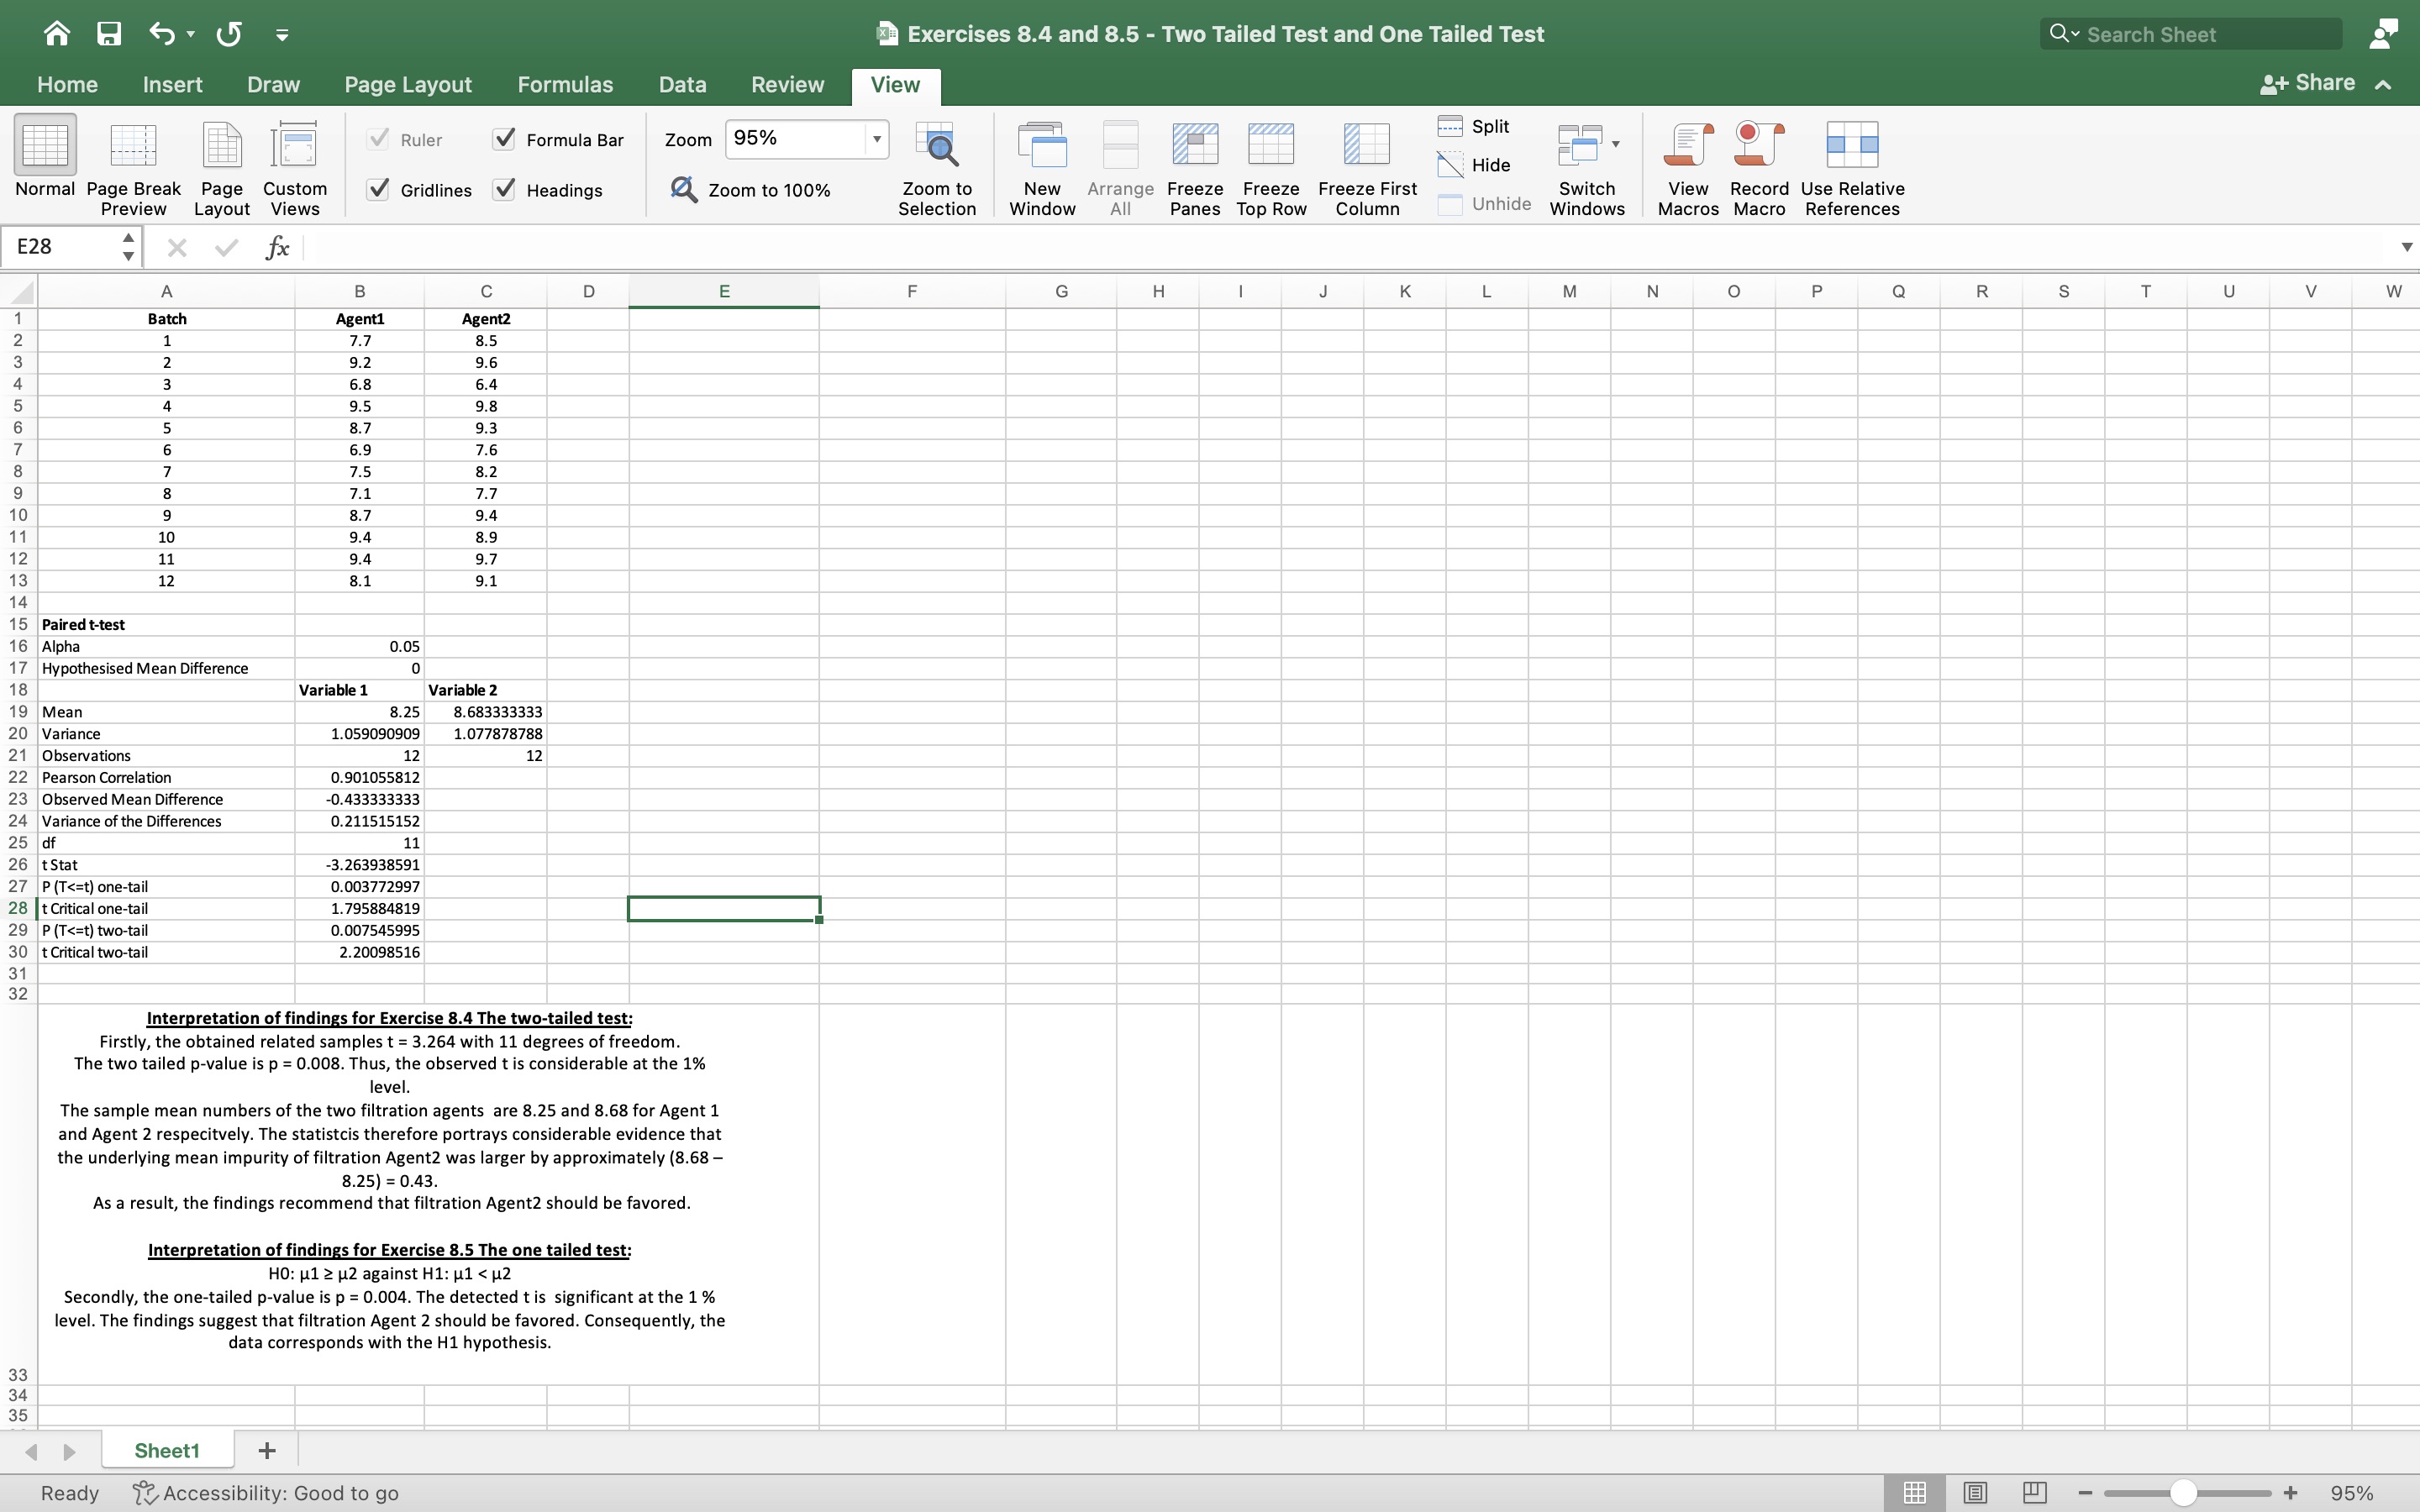 Exercises 8.4 and 8.5 - Two Tailed Test and One Tailed Test
Search Sheet
Home Insert Draw Page Layout Formulas Data Review View
Share
Normal
Page Break Preview
Page Layout
Custom Views
Ruler
Formula Bar
Gridlines
Headings
Zoom 95%
Zoom to 100%
Zoom to Selection
New Window
Arrange All
Freeze Panes
Freeze Top Row
Freeze First Column
Split
Hide
Unhide
Switch Windows
View Macros
Record Macro
Use Relative References
E28 fx
A B C D E F G H I J K L M N O P Q R S T U V W
1 Batch Agent1 Agent2
2 1 7.7 8.5
3 2 9.2 9.6
4 3 6.8 6.4
5 4 9.5 9.8
6 5 8.7 9.3
7 6 6.9 7.6
8 7 7.5 8.2
9 8 7.1 7.7
10 9 8.7 9.4
11 10 9.4 8.9
12 11 9.4 9.7
13 12 8.1 9.1
14
15 Paired t-test
16 Alpha 0.05
17 Hypothesised Mean Difference 0
18 Variable 1 Variable 2
19 Mean 8.25 8.683333333
20 Variance 1.059090909 1.077878788
21 Observations 12 12
22 Pearson Correlation 0.901055812
23 Observed Mean Difference -0.433333333
24 Variance of the Differences 0.211515152
25 df 11
26 t Stat -3.263938591
27 P (T<=t) one-tail 0.003772997
28 t Critical one-tail 1.795884819
29 P (T<=t) two-tail 0.007545995
30 t Critical two-tail 2.20098516
31
32
Interpretation of findings for Exercise 8.4 The two-tailed test:
Firstly, the obtained related samples t = 3.264 with 11 degrees of freedom.
The two tailed p-value is p = 0.008. Thus, the observed t is considerable at the 1%
level.
The sample mean numbers of the two filtration agents are 8.25 and 8.68 for Agent 1
and Agent 2 respecitvely. The statistcis therefore portrays considerable evidence that
the underlying mean impurity of filtration Agent2 was larger by approximately (8.68 –
8.25) = 0.43.
As a result, the findings recommend that filtration Agent2 should be favored.
Interpretation of findings for Exercise 8.5 The one tailed test:
H0: μ1 ≥ μ2 against H1: μ1 < μ2
Secondly, the one-tailed p-value is p = 0.004. The detected t is significant at the 1 %
level. The findings suggest that filtration Agent 2 should be favored. Consequently, the
data corresponds with the H1 hypothesis.
33
34
35
Sheet1
Ready Accessibility: Good to go 95%